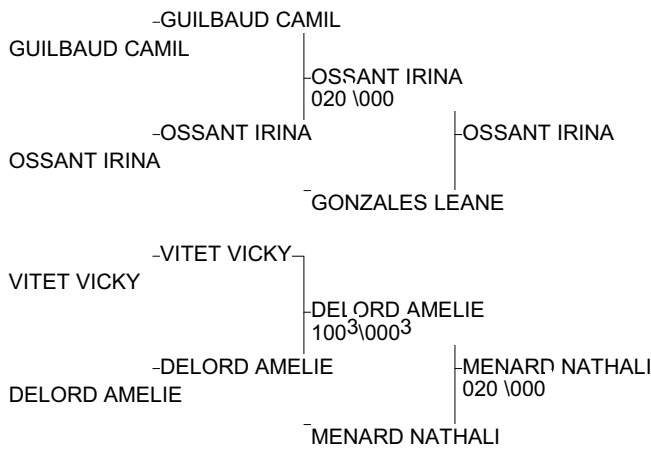 GUILBAUD CAMIL
GUILBAUD CAMIL
OSSANT IRINA
020 \000
OSSANT IRINA
OSSANT IRINA
OSSANT IRINA
GONZALES LEANE
VITET VICKY
VITET VICKY
DELORD AMELIE
100³\000³
DELORD AMELIE
MENARD NATHALI
020 \000
DELORD AMELIE
MENARD NATHALI